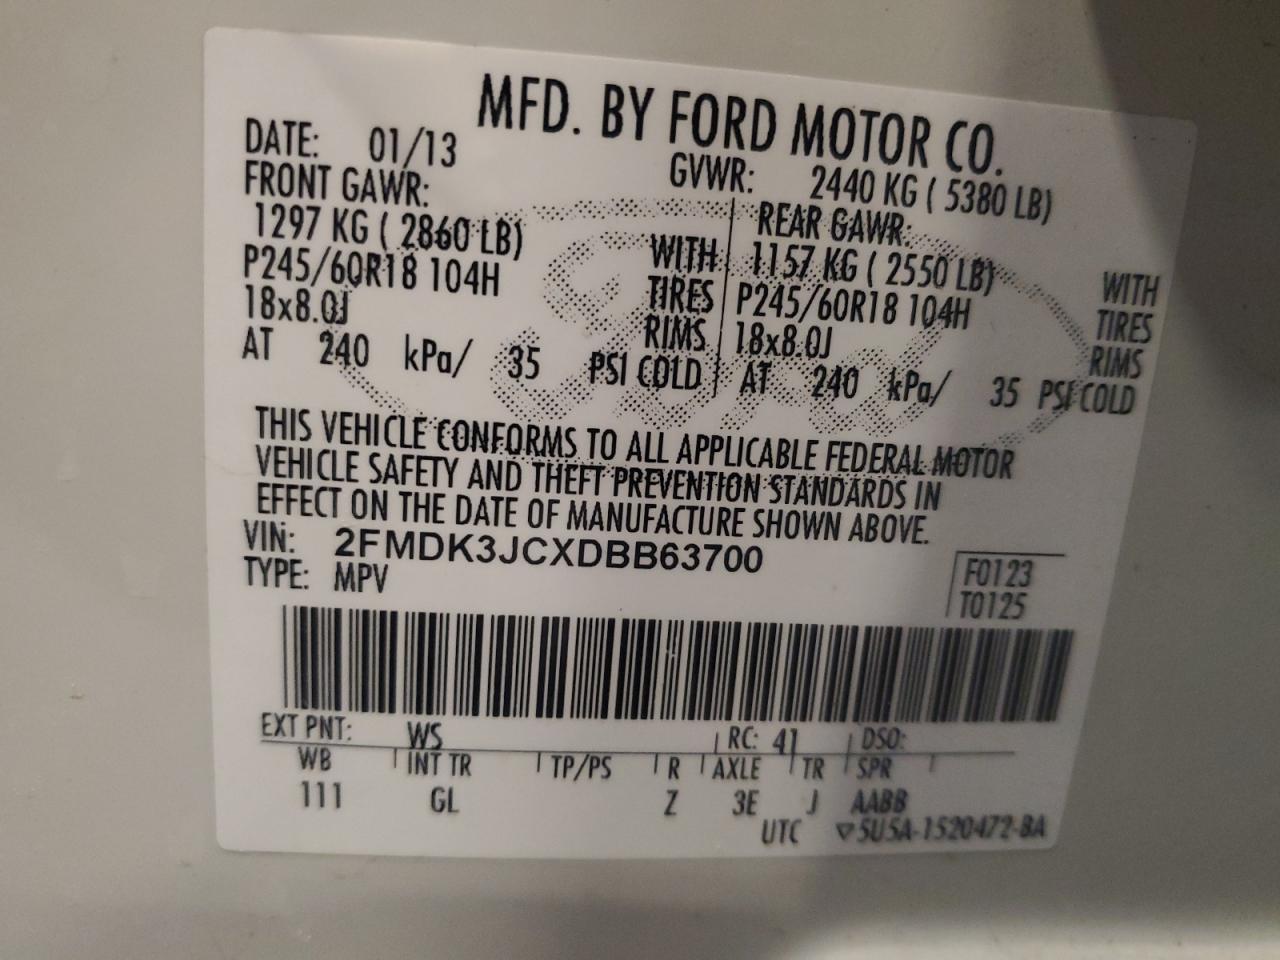 MFD. BY FORD MOTOR CO.
DATE: 01/13 GVWR: 2440 KG ( 5380 LB)
FRONT GAWR: REAR GAWR:
1297 KG ( 2860 LB) WITH 1157 KG ( 2550 LB) WITH
P245/60R18 104H TIRES P245/60R18 104H TIRES
18x8.0J RIMS 18x8.0J RIMS
AT 240 kPa/ 35 PSI COLD AT 240 kPa/ 35 PSI COLD
THIS VEHICLE CONFORMS TO ALL APPLICABLE FEDERAL MOTOR
VEHICLE SAFETY AND THEFT PREVENTION STANDARDS IN
EFFECT ON THE DATE OF MANUFACTURE SHOWN ABOVE.
VIN: 2FMDK3JCXDBB63700
TYPE: MPV
F0123
T0125
EXT PNT: WS RC: 41 DSO:
WB INT TR TP/PS R AXLE TR SPR
111 GL Z 3E J AABB
UTC ▽5U5A-1520472-BA